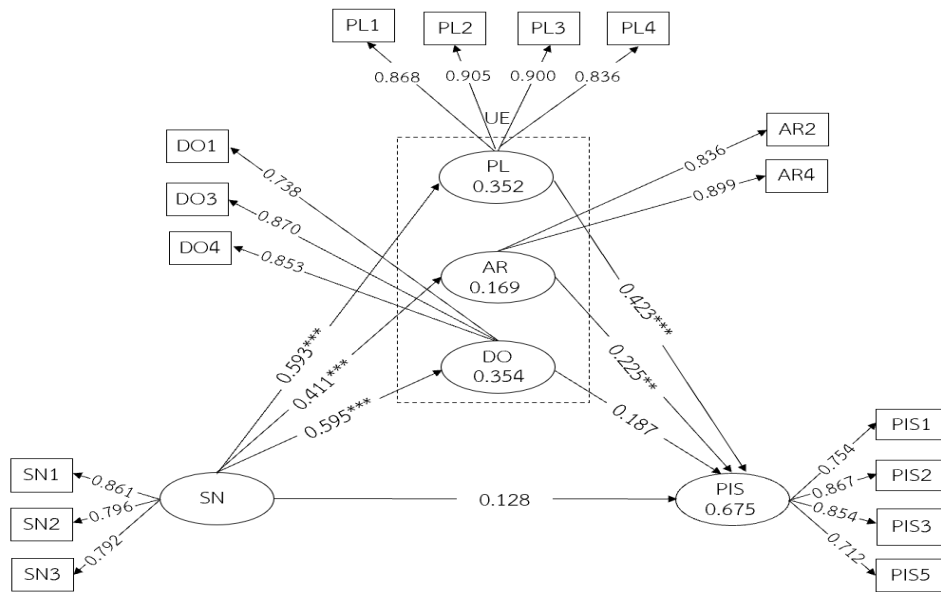 PL1
PL2
PL3
PL4
0.868
0.905
0.900
0.836
UE
DO1
DO3
DO4
0.738
0.870
0.853
PL
0.352
AR
0.169
DO
0.354
AR2
AR4
0.836
0.899
0.593***
0.411***
0.595***
0.423***
0.225**
0.187
SN1
SN2
SN3
0.861
0.796
0.792
SN
0.128
PIS
0.675
0.754
0.867
0.854
0.712
PIS1
PIS2
PIS3
PIS5